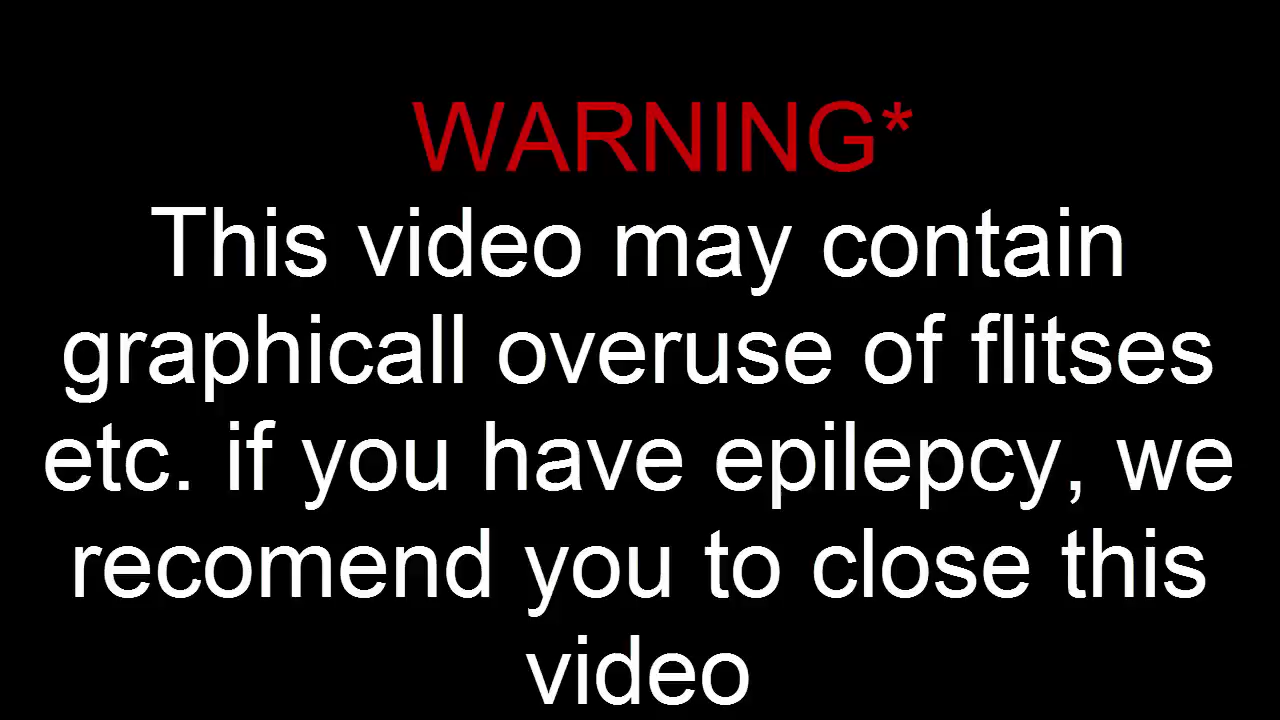 WARNING*
This video may contain
graphicall overuse of flitses
etc. if you have epilepcy, we
recomend you to close this
video